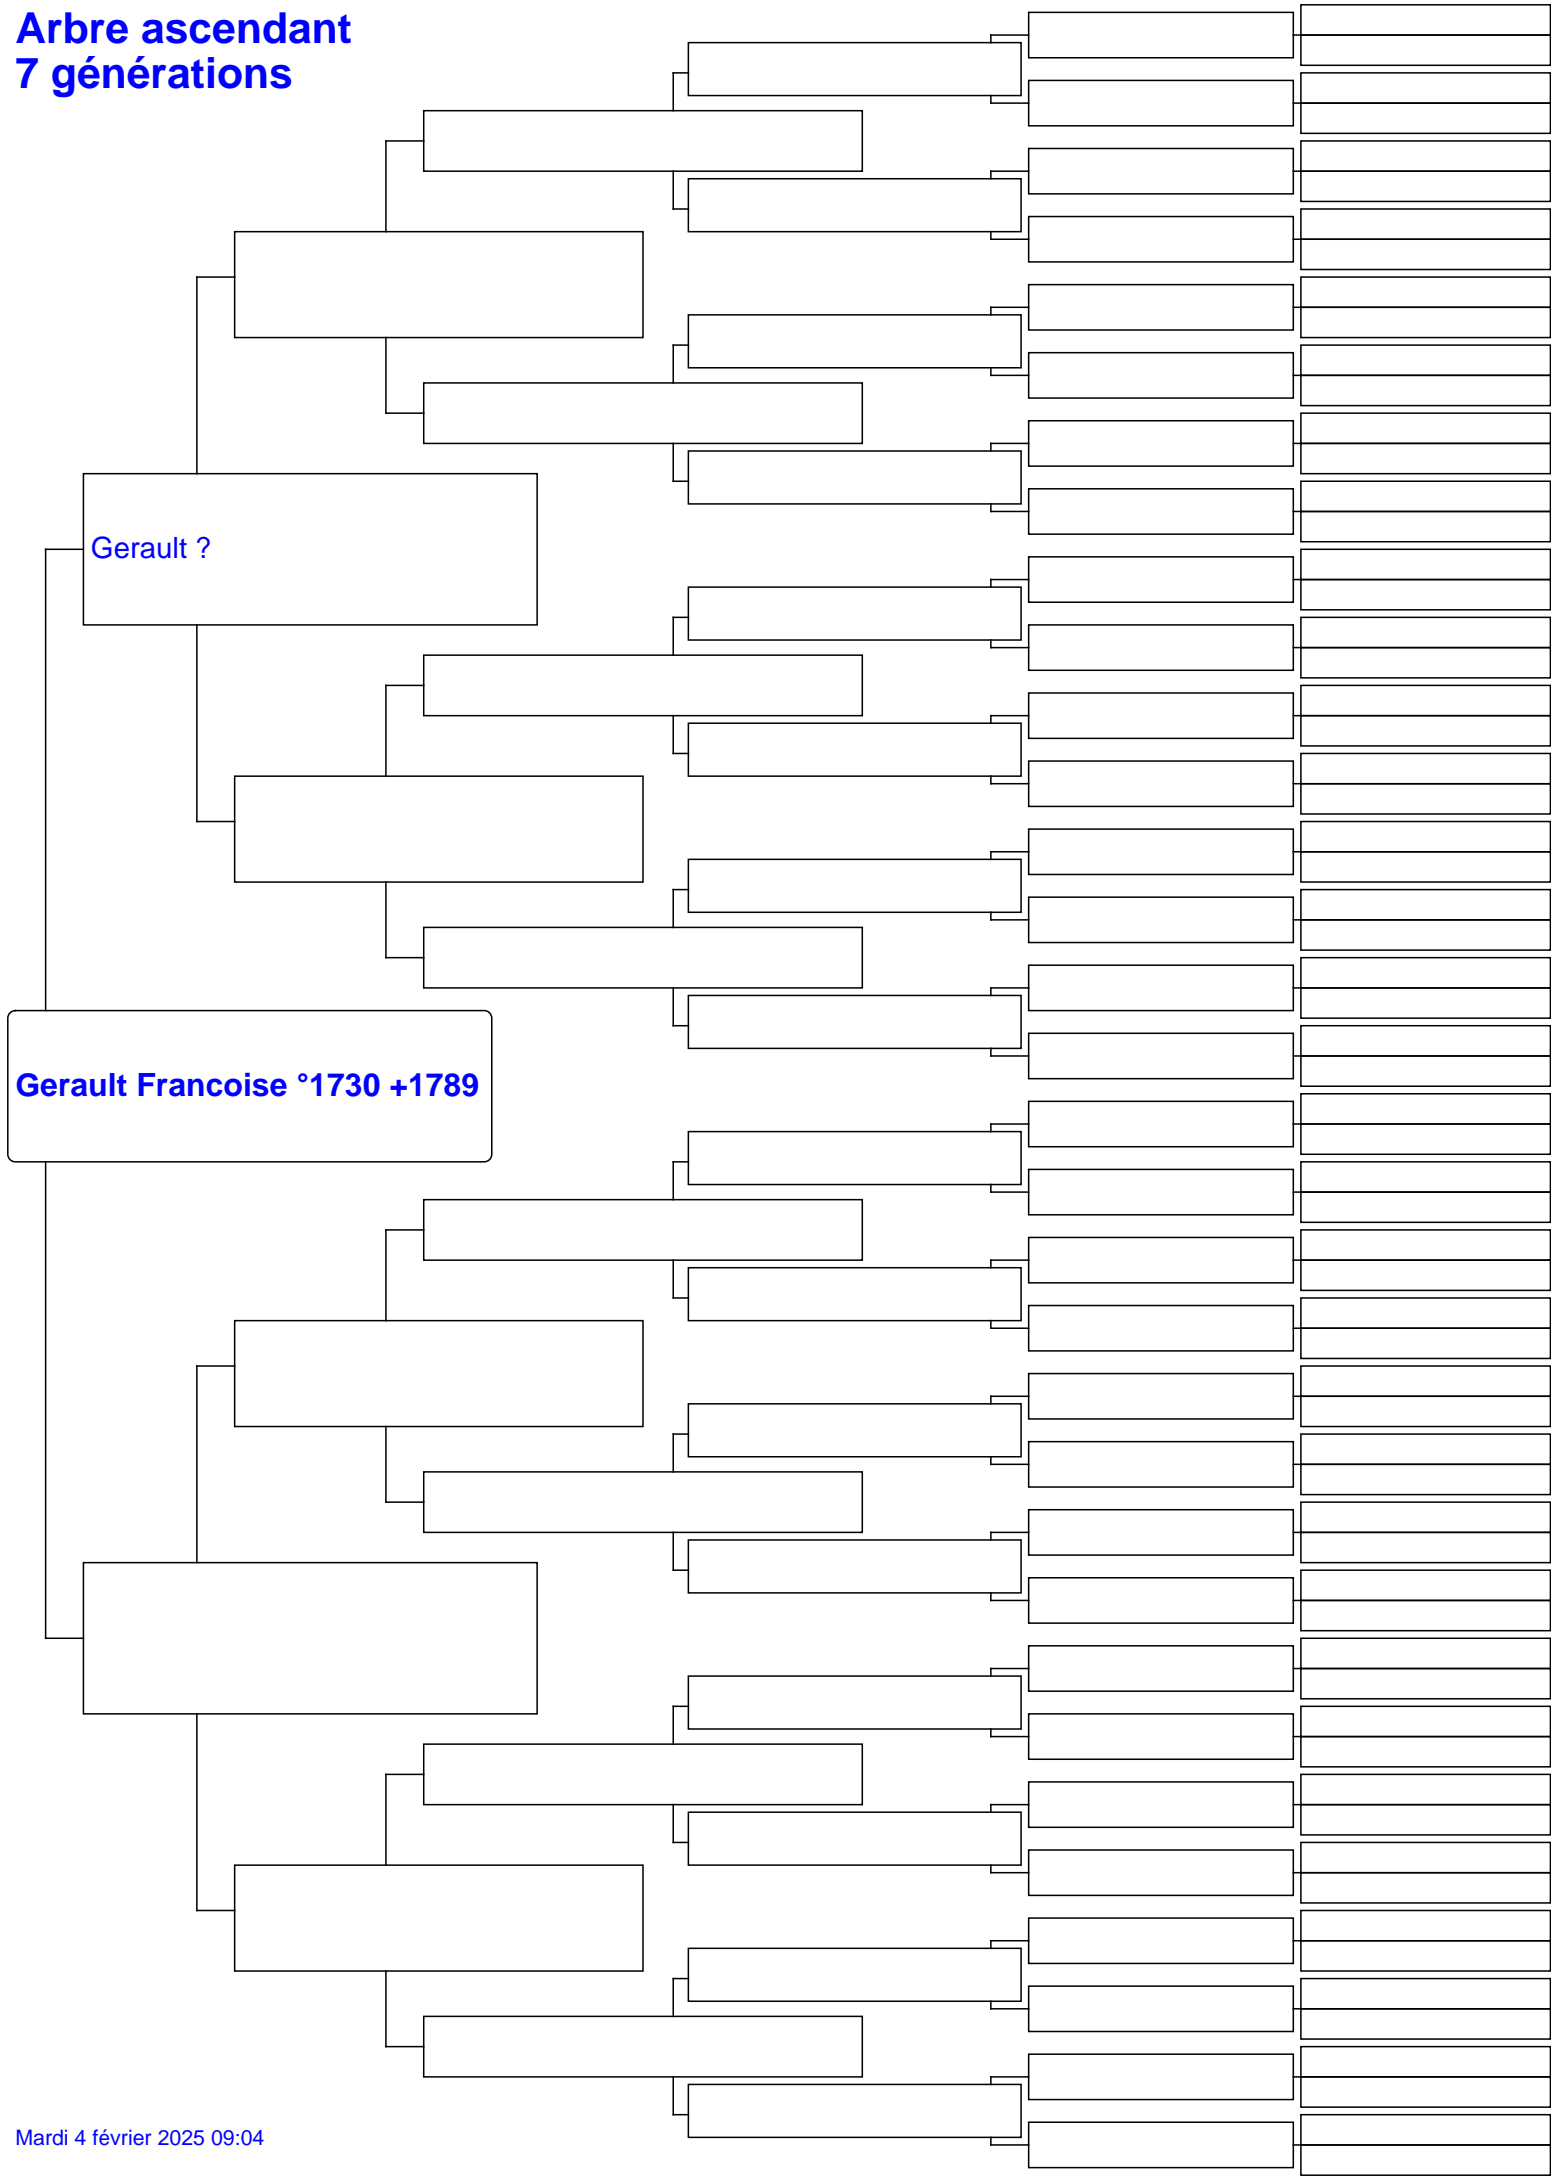 Arbre ascendant
7 générations
Gerault ?
Gerault Francoise °1730 +1789
Mardi 4 février 2025 09:04